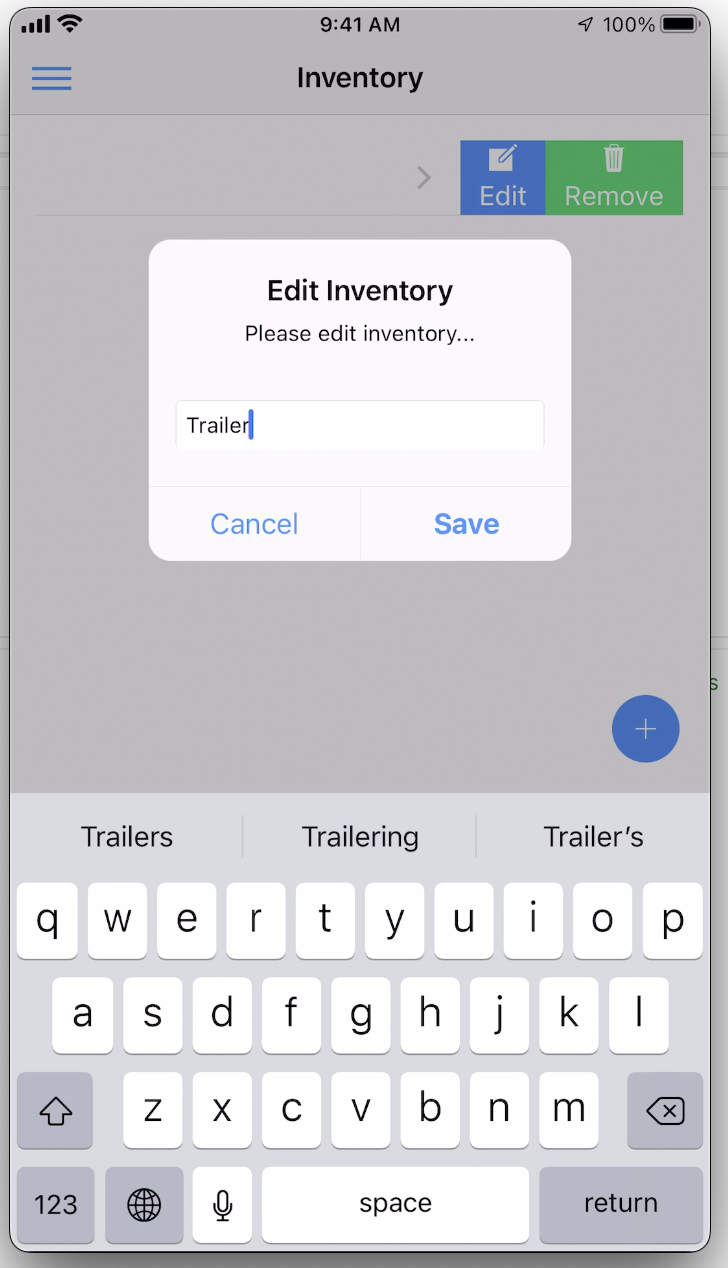 9:41 AM 100%
Inventory
Edit Remove
Edit Inventory
Please edit inventory...
Trailer
Cancel Save
s
Trailers Trailering Trailer's
q w e r t y u i o p
a s d f g h j k l
z x c v b n m
123 space return